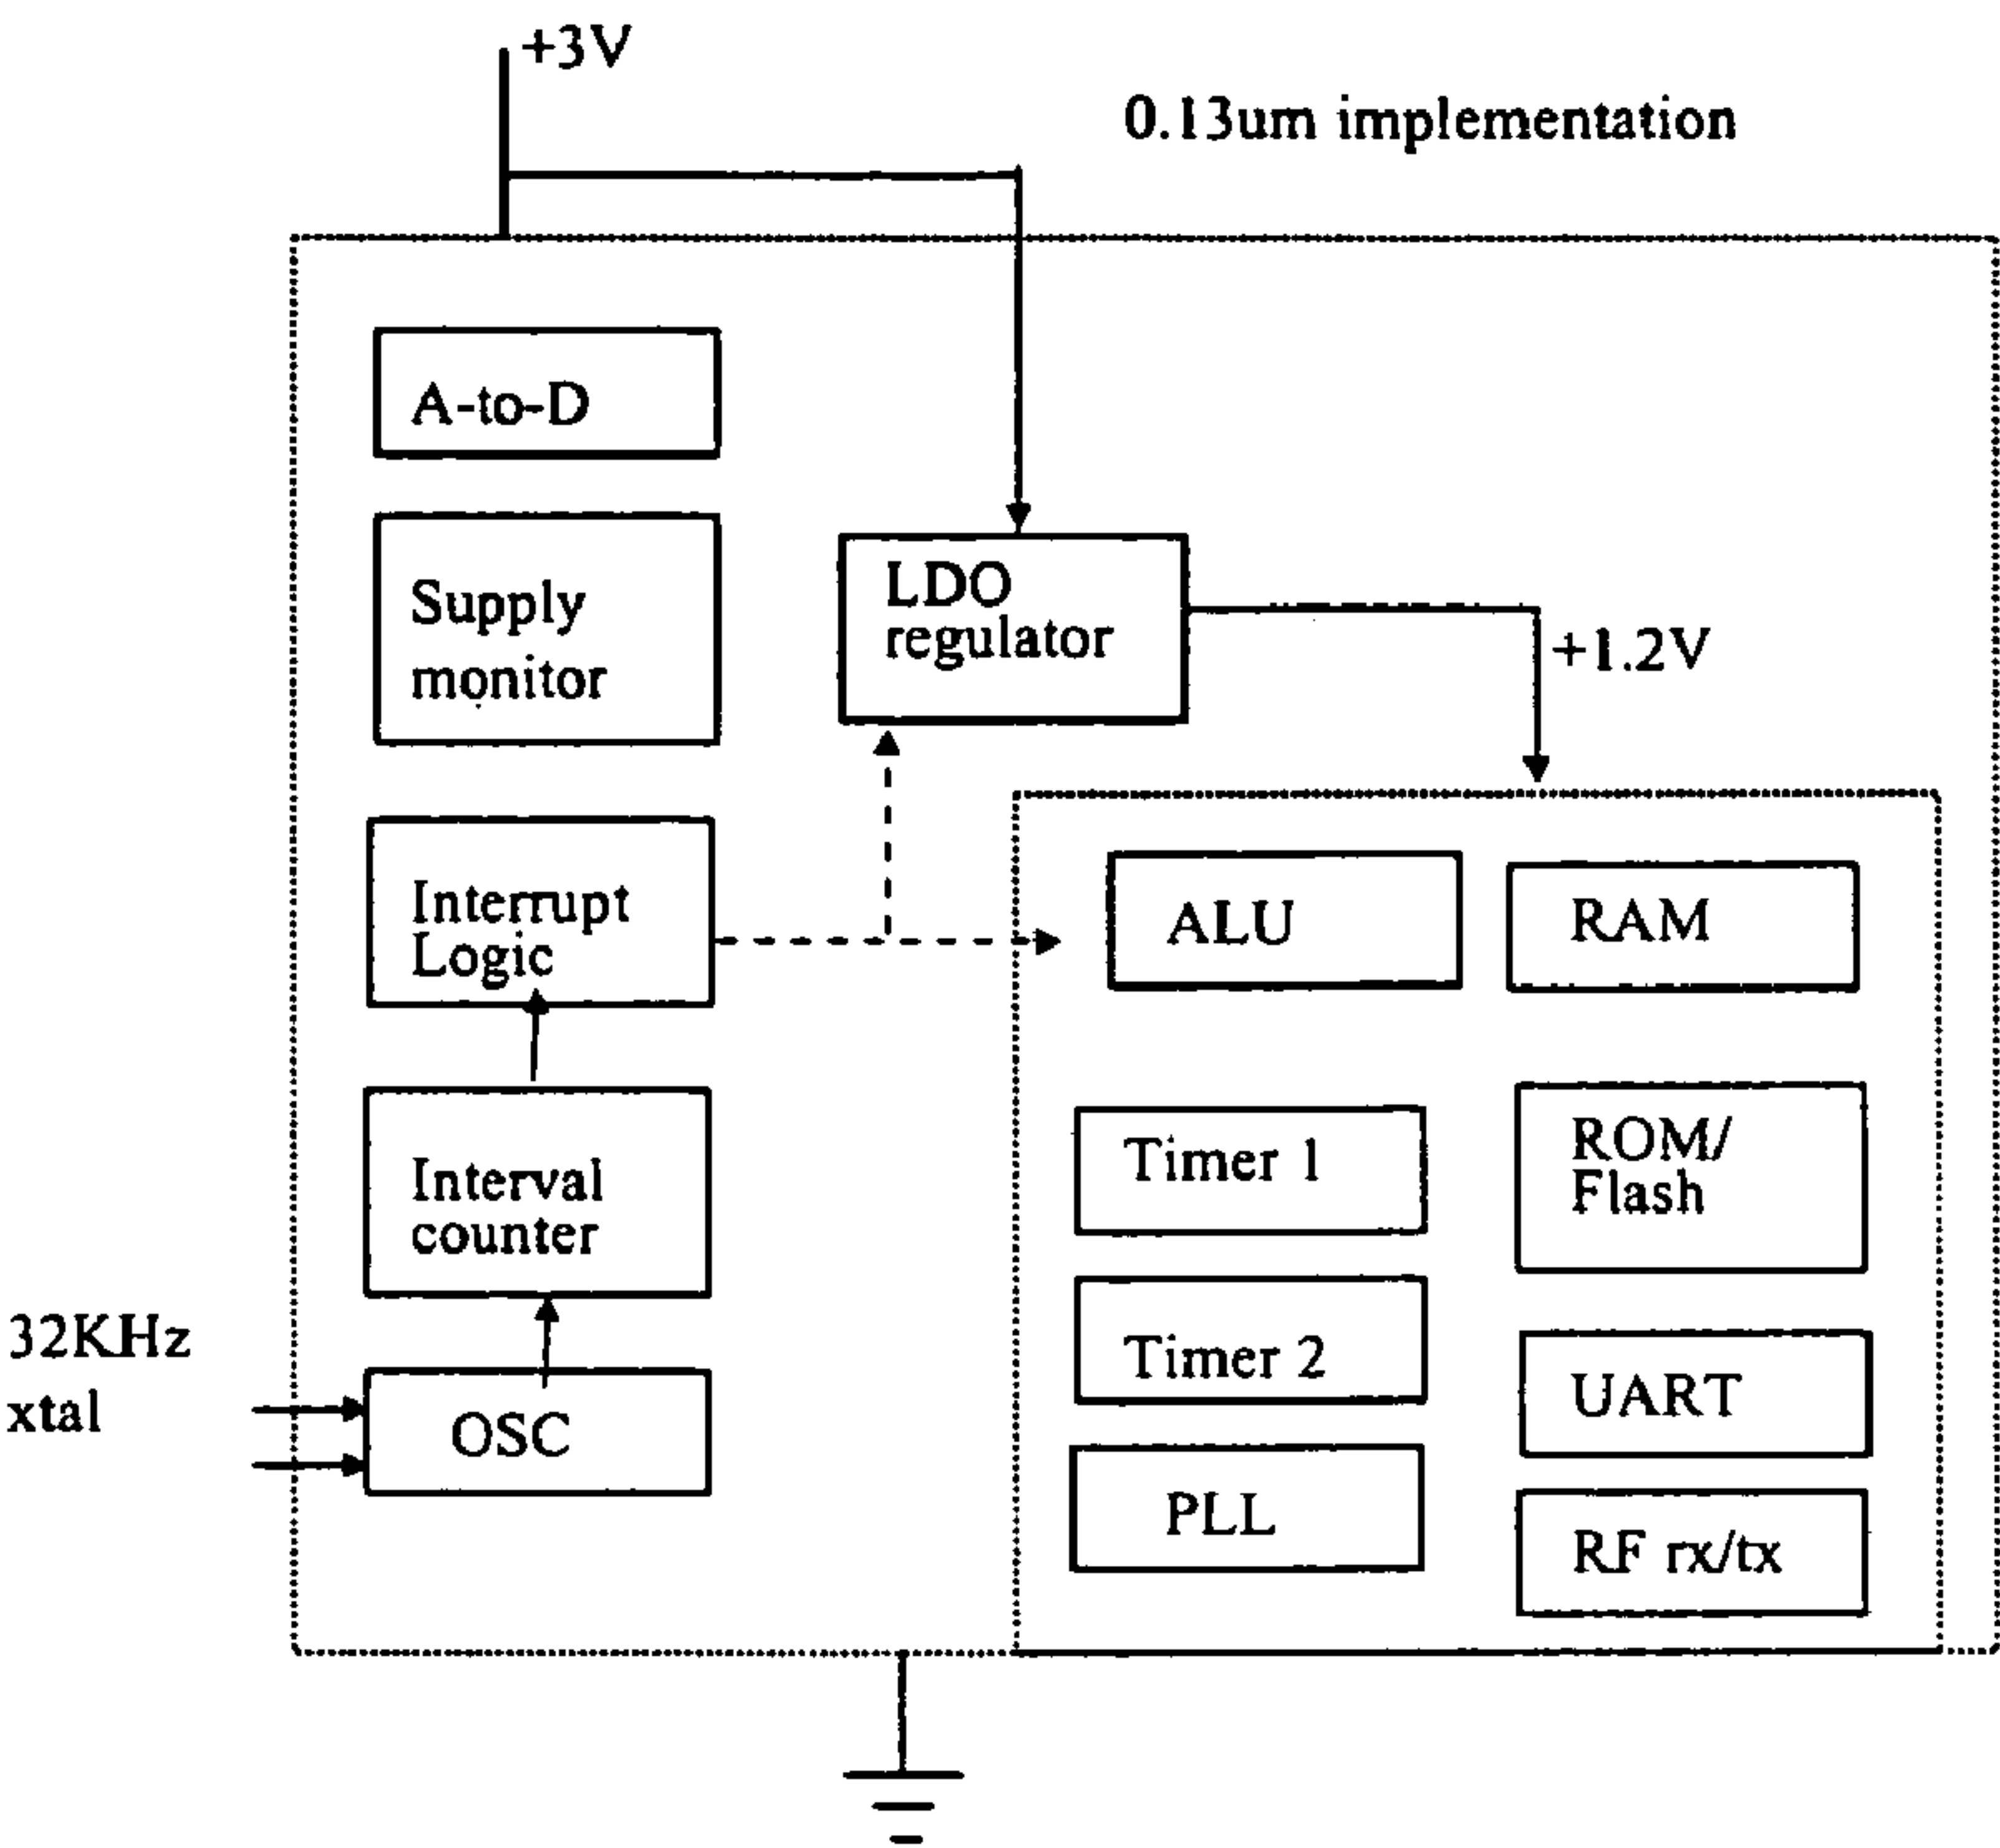 +3V
0.13um implementation
A-to-D
Supply
monitor
LDO
regulator
+1.2V
Interrupt
Logic
ALU
RAM
Interval
counter
Timer 1
ROM/
Flash
Timer 2
UART
32KHz
xtal
OSC
PLL
RF rx/tx